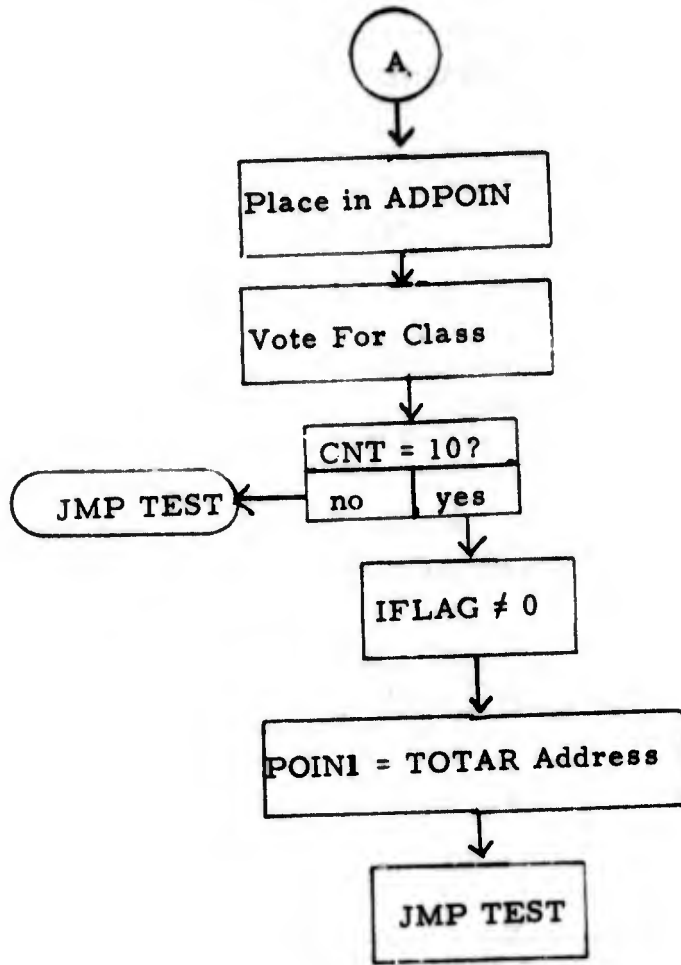 A
Place in ADPOIN
Vote For Class
CNT = 10?
no
yes
JMP TEST
IFLAG ≠ 0
POIN1 = TOTAR Address
JMP TEST